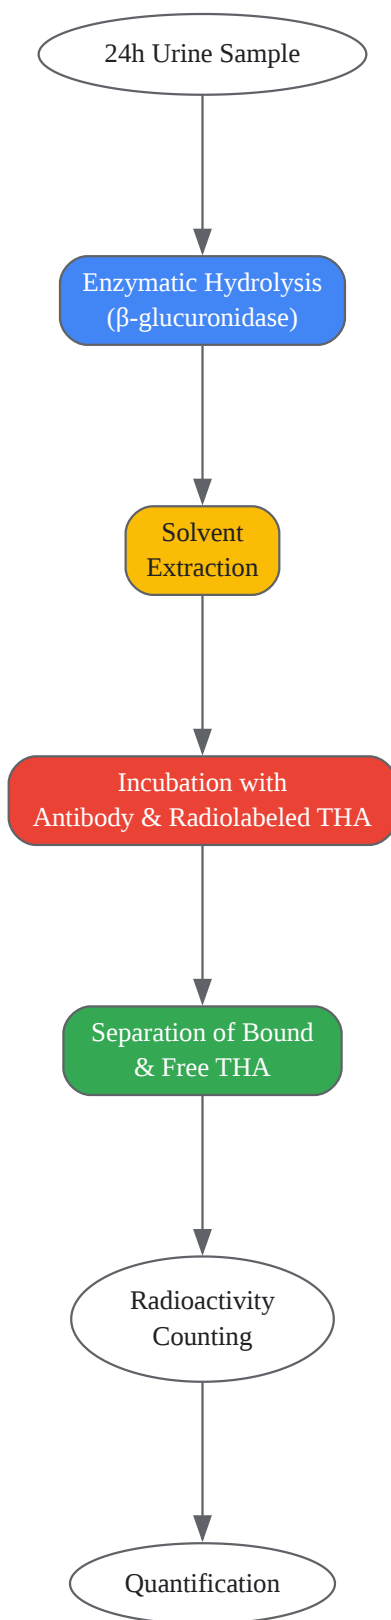 24h Urine Sample
Enzymatic Hydrolysis
(β-glucuronidase)
Solvent
Extraction
Incubation with
Antibody & Radiolabeled THA
Separation of Bound
& Free THA
Radioactivity
Counting
Quantification